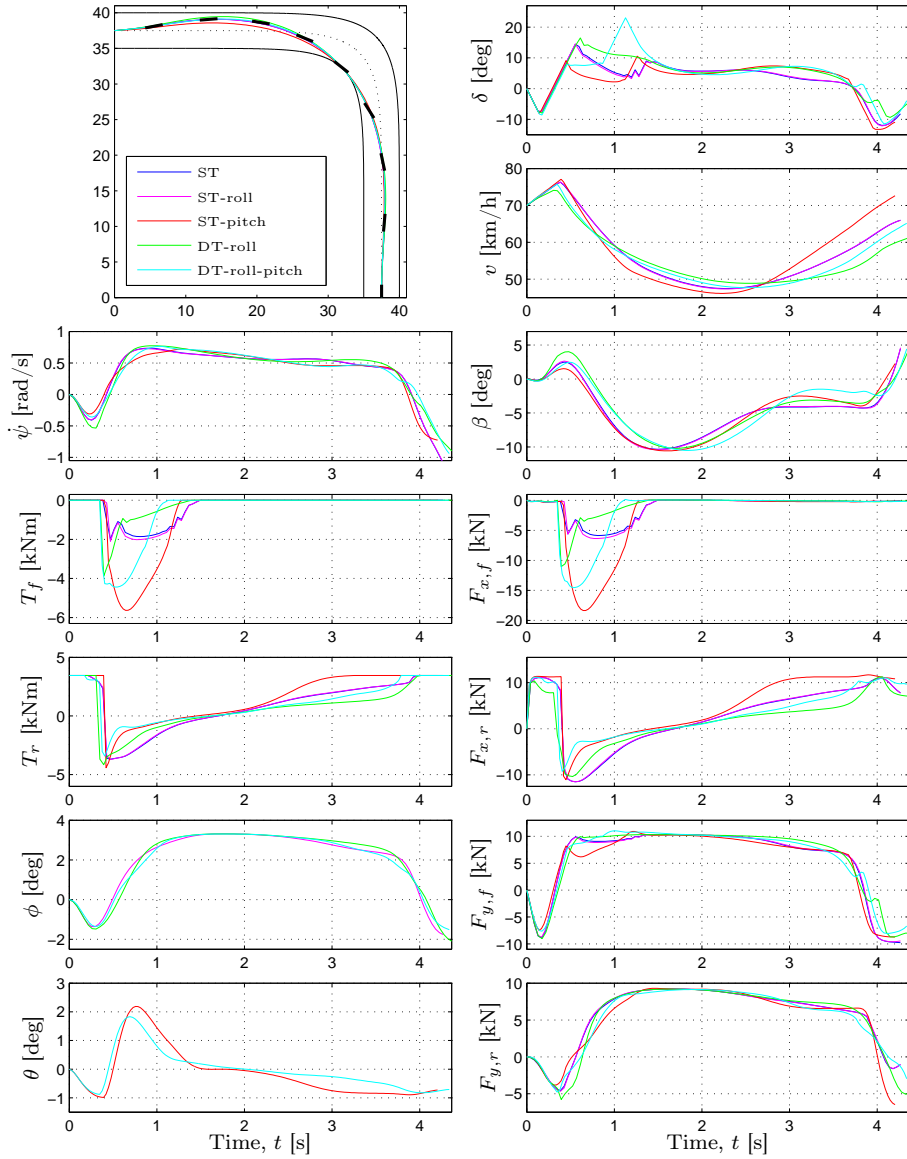 40
35
30
25
20
15
10
5
0
0 10 20 30 40
ST
ST-roll
ST-pitch
DT-roll
DT-roll-pitch
δ [deg]
20
10
0
−10
0 1 2 3 4
v [km/h]
80
70
60
50
0 1 2 3 4
ψ̇ [rad/s]
1
0.5
0
−0.5
−1
0 1 2 3 4
β [deg]
5
0
−5
−10
0 1 2 3 4
T_f [kNm]
0
−2
−4
−6
0 1 2 3 4
F_{x,f} [kN]
0
−5
−10
−15
−20
0 1 2 3 4
T_r [kNm]
5
0
−5
0 1 2 3 4
F_{x,r} [kN]
10
0
−10
0 1 2 3 4
ϕ [deg]
4
2
0
−2
0 1 2 3 4
F_{y,f} [kN]
10
5
0
−5
−10
0 1 2 3 4
θ [deg]
3
2
1
0
−1
0 1 2 3 4
Time, t [s]
F_{y,r} [kN]
10
5
0
−5
0 1 2 3 4
Time, t [s]